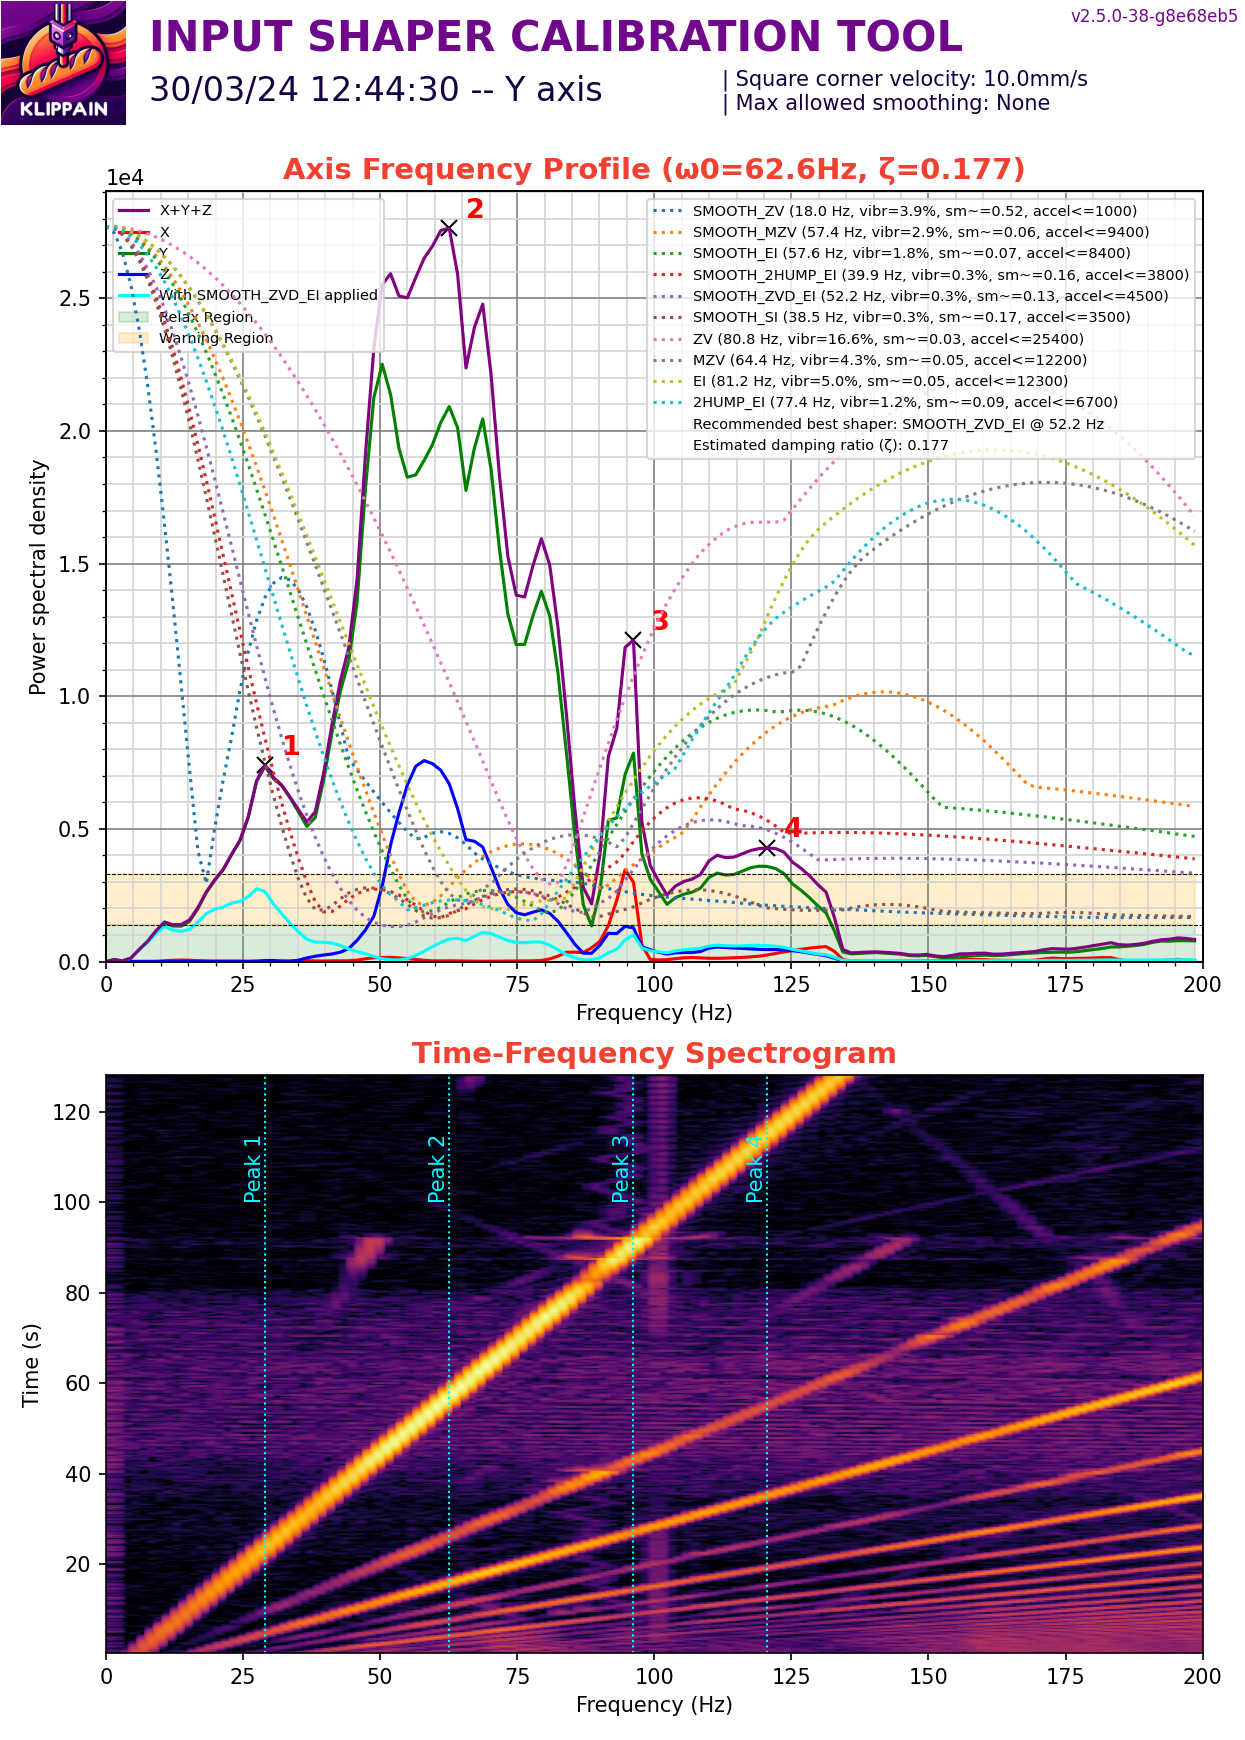 v2.5.0-38-g8e68eb5
INPUT SHAPER CALIBRATION TOOL
30/03/24 12:44:30 -- Y axis
| Square corner velocity: 10.0mm/s
| Max allowed smoothing: None
KLIPPAIN
Axis Frequency Profile (ω0=62.6Hz, ζ=0.177)
1e4
X+Y+Z
X
Y
Z
With SMOOTH_ZVD_EI applied
Relax Region
Warning Region
SMOOTH_ZV (18.0 Hz, vibr=3.9%, sm~=0.52, accel<=1000)
SMOOTH_MZV (57.4 Hz, vibr=2.9%, sm~=0.06, accel<=9400)
SMOOTH_EI (57.6 Hz, vibr=1.8%, sm~=0.07, accel<=8400)
SMOOTH_2HUMP_EI (39.9 Hz, vibr=0.3%, sm~=0.16, accel<=3800)
SMOOTH_ZVD_EI (52.2 Hz, vibr=0.3%, sm~=0.13, accel<=4500)
SMOOTH_SI (38.5 Hz, vibr=0.3%, sm~=0.17, accel<=3500)
ZV (80.8 Hz, vibr=16.6%, sm~=0.03, accel<=25400)
MZV (64.4 Hz, vibr=4.3%, sm~=0.05, accel<=12200)
EI (81.2 Hz, vibr=5.0%, sm~=0.05, accel<=12300)
2HUMP_EI (77.4 Hz, vibr=1.2%, sm~=0.09, accel<=6700)
Recommended best shaper: SMOOTH_ZVD_EI @ 52.2 Hz
Estimated damping ratio (ζ): 0.177
2
3
1
4
2.5
2.0
1.5
1.0
0.5
0.0
Power spectral density
0 25 50 75 100 125 150 175 200
Frequency (Hz)
Time-Frequency Spectrogram
120
100
80
60
40
20
Time (s)
Peak 1
Peak 2
Peak 3
Peak 4
0 25 50 75 100 125 150 175 200
Frequency (Hz)